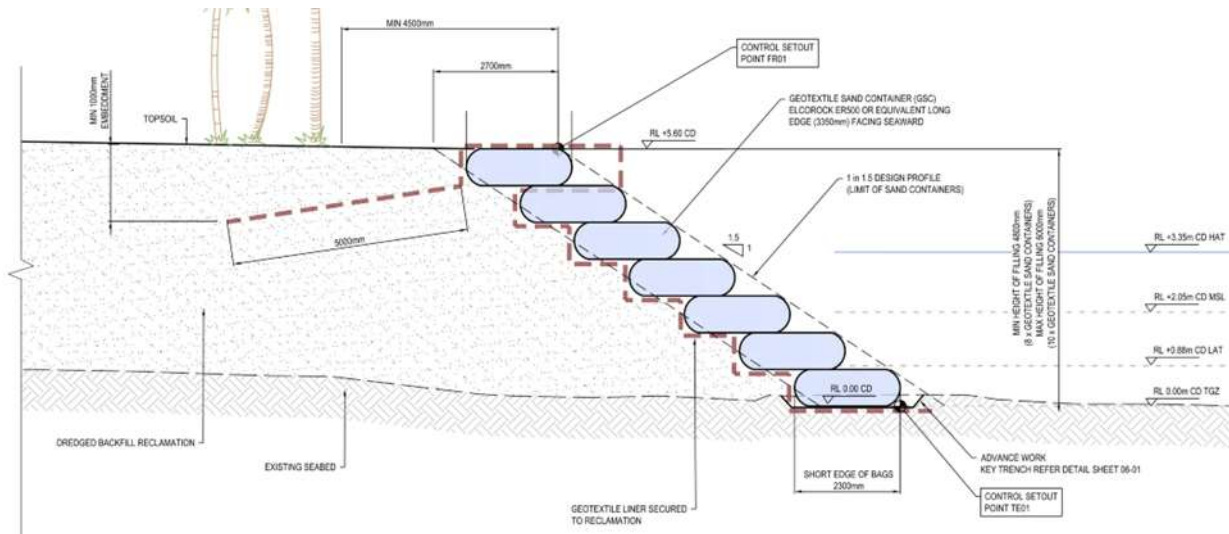 MIN 4500mm
2700mm
CONTROL SETOUT
POINT FR01
MIN 1000mm
EMBEDDMENT
TOPSOIL
GEOTEXTILE SAND CONTAINER (GSC)
ELCOROCK ER500 OR EQUIVALENT LONG
EDGE (3350mm) FACING SEAWARD
RL +5.60 CD
1 in 1.5 DESIGN PROFILE
(LIMIT OF SAND CONTAINERS)
5000mm
1.5
1
MIN HEIGHT OF FILLING 4800mm
(8 x GEOTEXTILE SAND CONTAINERS)
MAX HEIGHT OF FILLING 6000mm
(10 x GEOTEXTILE SAND CONTAINERS)
RL +3.35m CD HAT
RL +2.05m CD MSL
RL +0.88m CD LAT
RL 0.00 CD
RL 0.00m CD TGZ
DREDGED BACKFILL RECLAMATION
EXISTING SEABED
GEOTEXTILE LINER SECURED
TO RECLAMATION
SHORT EDGE OF BAGS
2300mm
ADVANCE WORK
KEY TRENCH REFER DETAIL SHEET 06-01
CONTROL SETOUT
POINT TE01